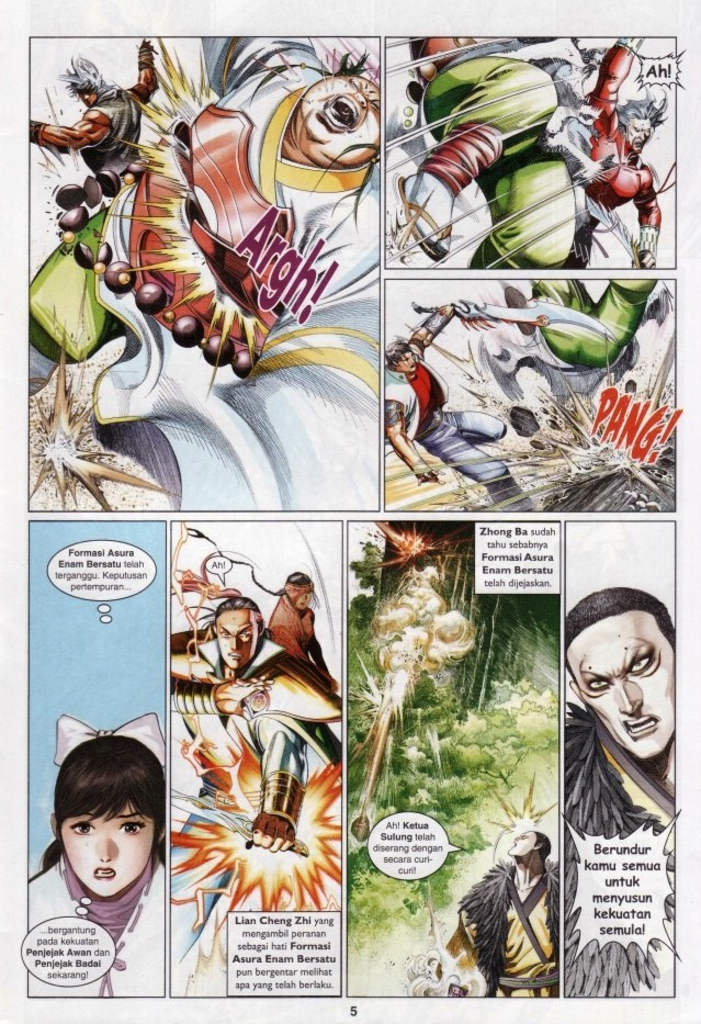 Argh!
Ah!
PANG!
Formasi Asura
Enam Bersatu telah
terganggu. Keputusan
pertempuran...
...bergantung
pada kekuatan
Penjejak Awan dan
Penjejak Badai
sekarang!
Ah!
Lian Cheng Zhi yang
mengambil peranan
sebagai hati Formasi
Asura Enam Bersatu
pun bergentar melihat
apa yang telah berlaku.
Zhong Ba sudah
tahu sebabnya
Formasi Asura
Enam Bersatu
telah dijejaskan.
Ah! Ketua
Sulung telah
diserang dengan
secara curi-
curi!
Berundur
kamu semua
untuk
menyusun
kekuatan
semula!
5